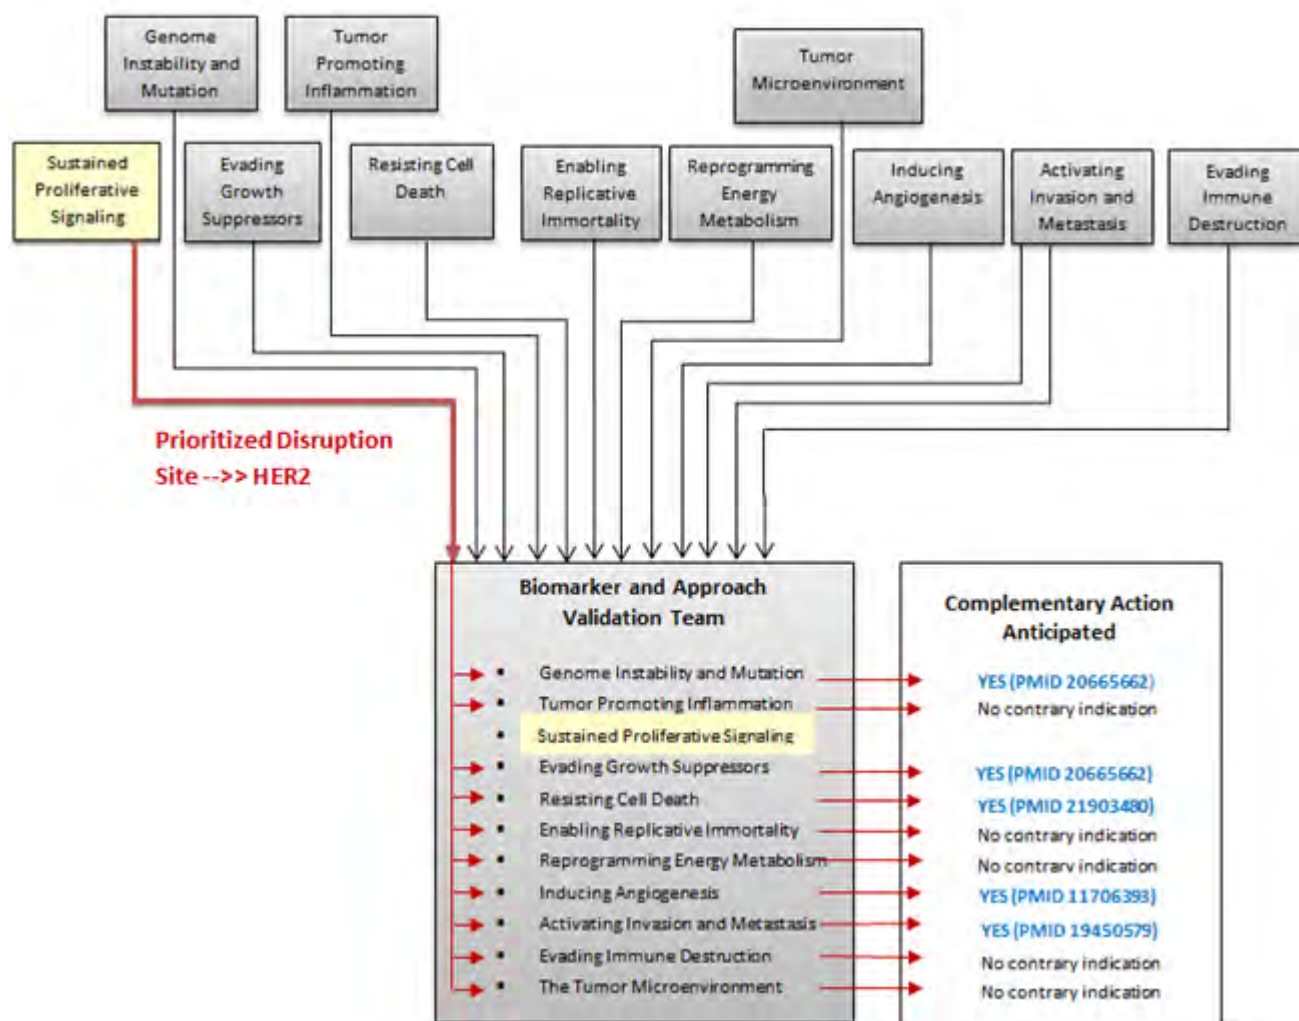 Genome
Instability and
Mutation
Tumor
Promoting
Inflammation
Tumor
Microenvironment
Sustained
Proliferative
Signaling
Evading
Growth
Suppressors
Resisting Cell
Death
Enabling
Replicative
Immortality
Reprogramming
Energy
Metabolism
Inducing
Angiogenesis
Activating
Invasion and
Metastasis
Evading
Immune
Destruction
Prioritized Disruption
Site -->> HER2
Biomarker and Approach
Validation Team
• Genome Instability and Mutation
• Tumor Promoting Inflammation
• Sustained Proliferative Signaling
• Evading Growth Suppressors
• Resisting Cell Death
• Enabling Replicative Immortality
• Reprogramming Energy Metabolism
• Inducing Angiogenesis
• Activating Invasion and Metastasis
• Evading Immune Destruction
• The Tumor Microenvironment
Complementary Action
Anticipated
YES (PMID 20665662)
No contrary indication
YES (PMID 20665662)
YES (PMID 21903480)
No contrary indication
No contrary indication
YES (PMID 11706393)
YES (PMID 19450579)
No contrary indication
No contrary indication